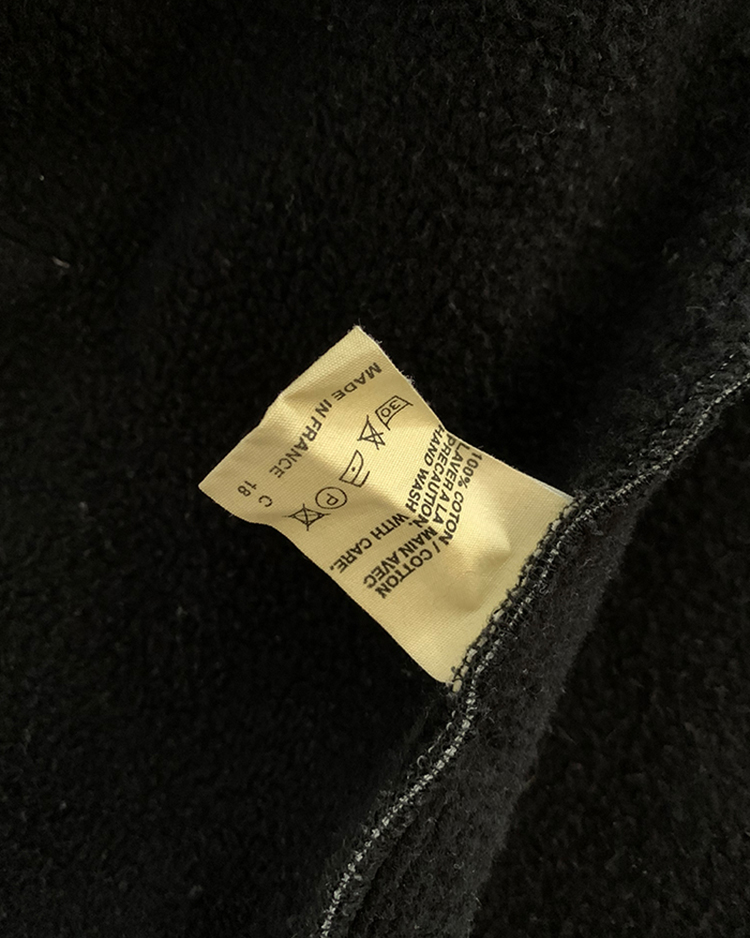 100% COTON / COTTON
LAVER A LA MAIN AVEC
PRECAUTION.
HAND WASH WITH CARE.
30 P
MADE IN FRANCE
C
18